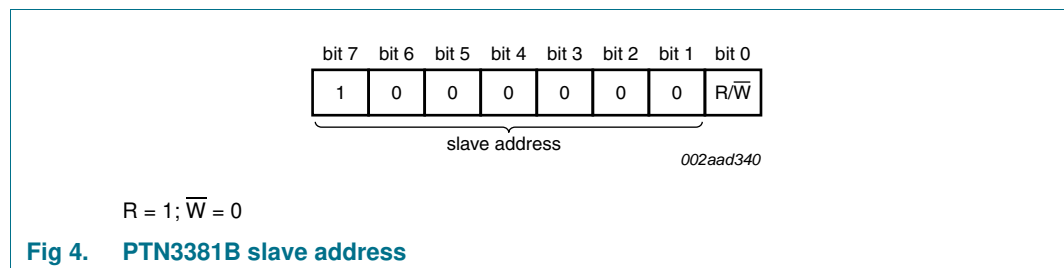 bit 7 bit 6 bit 5 bit 4 bit 3 bit 2 bit 1 bit 0
1 0 0 0 0 0 0 R/W̅
slave address
002aad340
R = 1; W̅ = 0
Fig 4. PTN3381B slave address